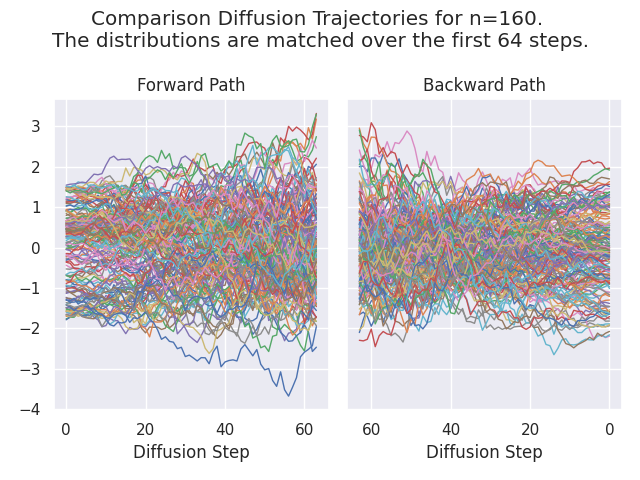 Comparison Diffusion Trajectories for n=160.
The distributions are matched over the first 64 steps.
Forward Path
Backward Path
3
2
1
0
−1
−2
−3
−4
0 20 40 60
60 40 20 0
Diffusion Step
Diffusion Step